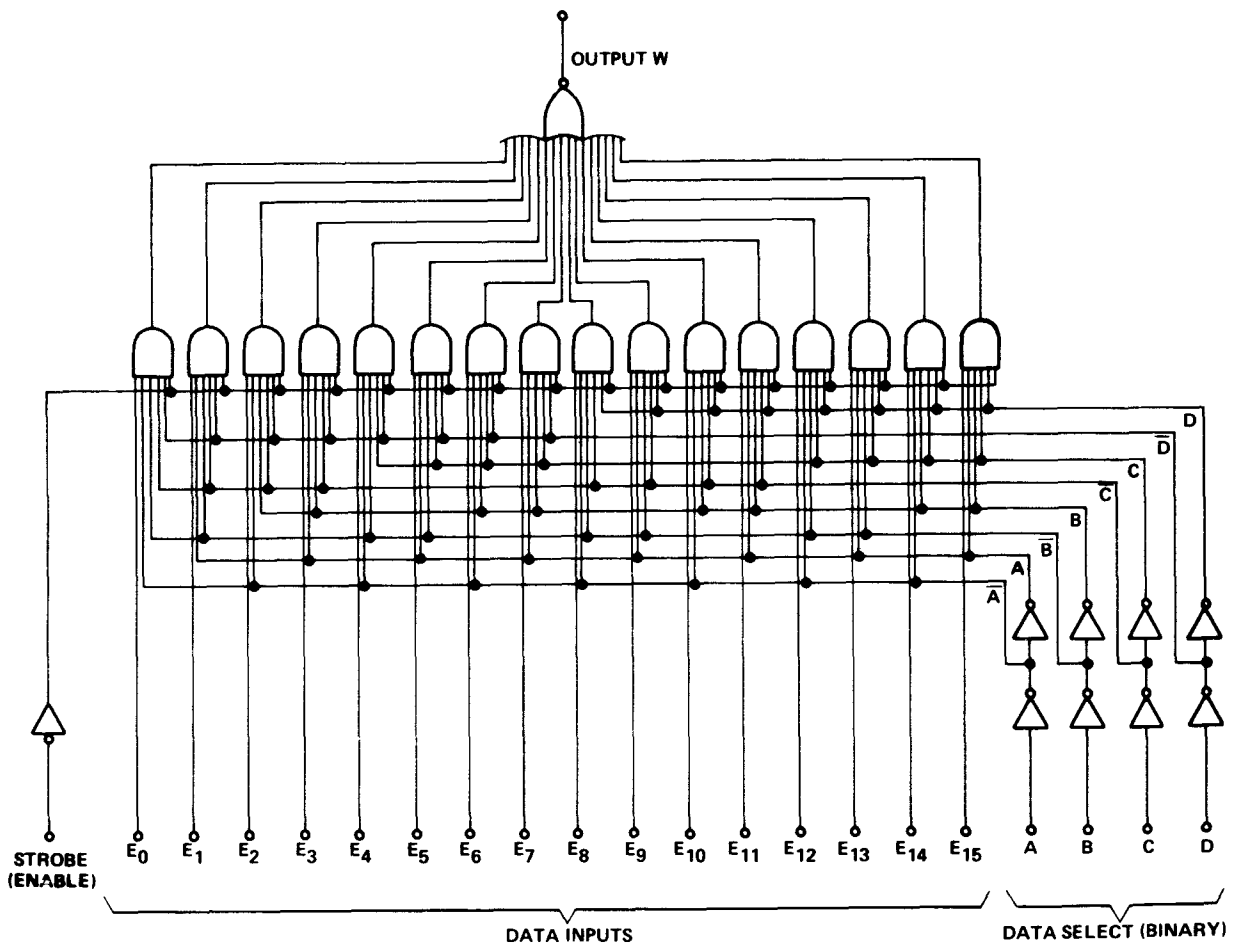 OUTPUT W
D
D̅
C
C̅
B
B̅
A
A̅
STROBE
(ENABLE)
E0 E1 E2 E3 E4 E5 E6 E7 E8 E9 E10 E11 E12 E13 E14 E15 A B C D
DATA INPUTS
DATA SELECT (BINARY)